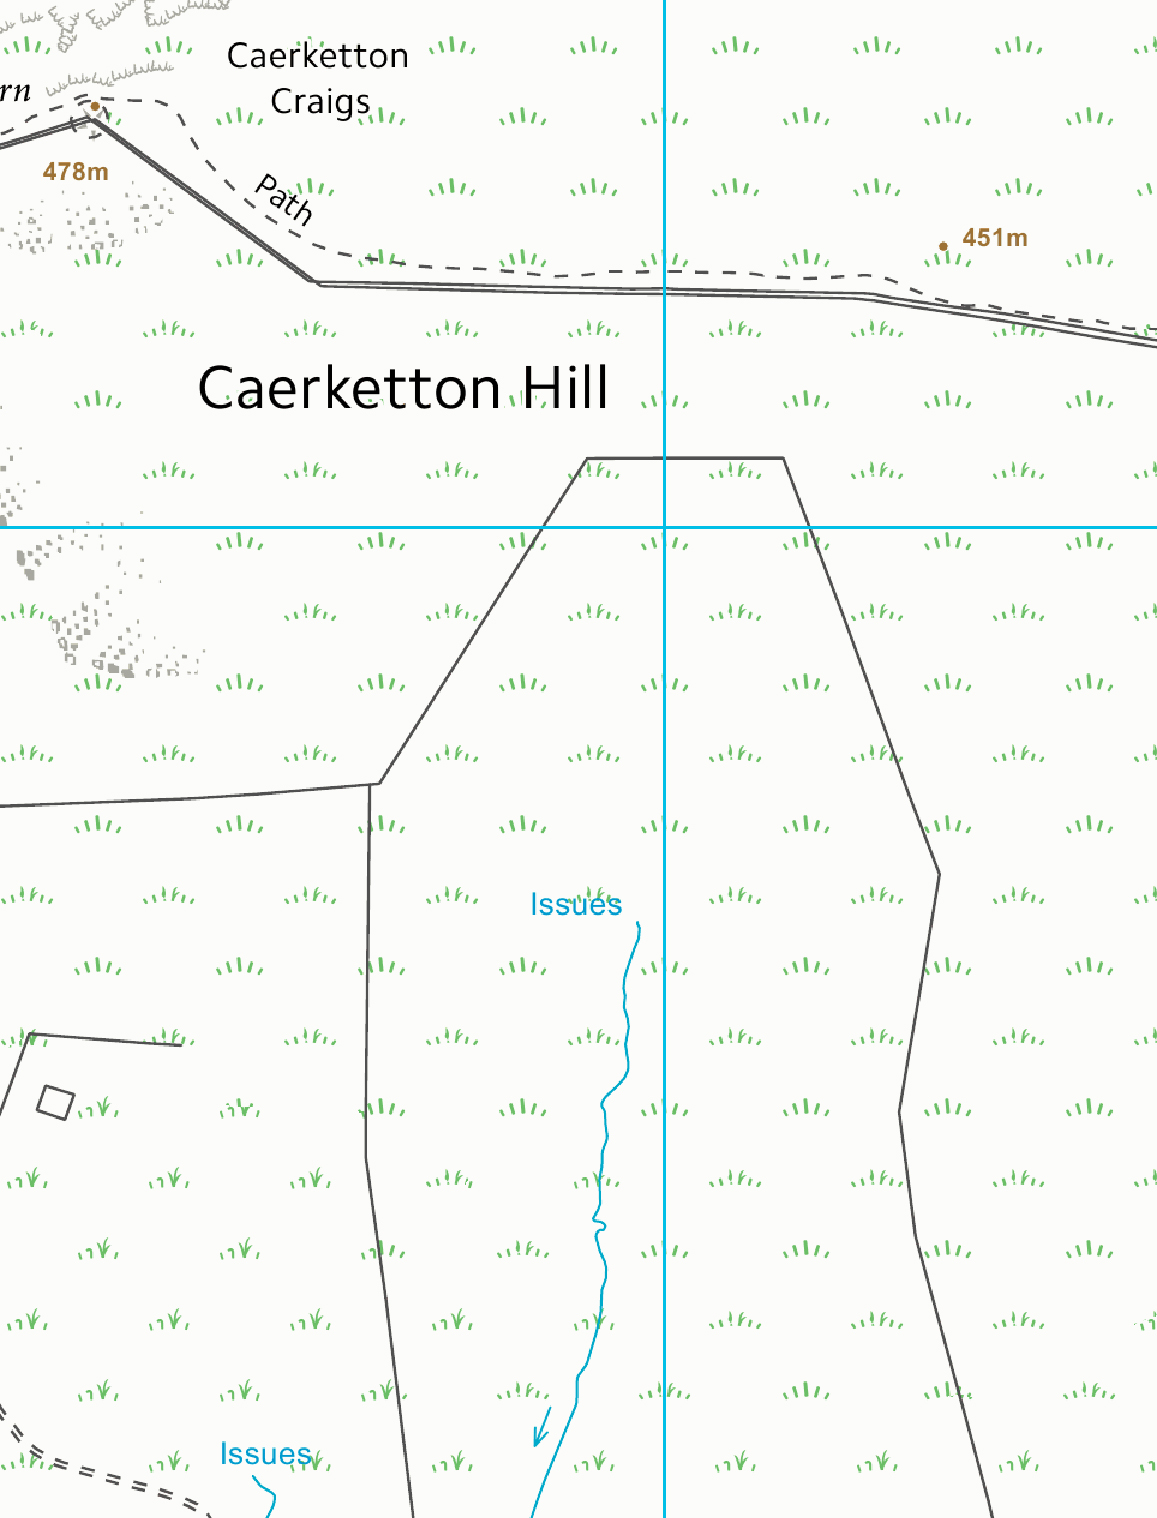 Caerketton
Craigs
rn
478m
Path
451m
Caerketton Hill
Issues
Issues